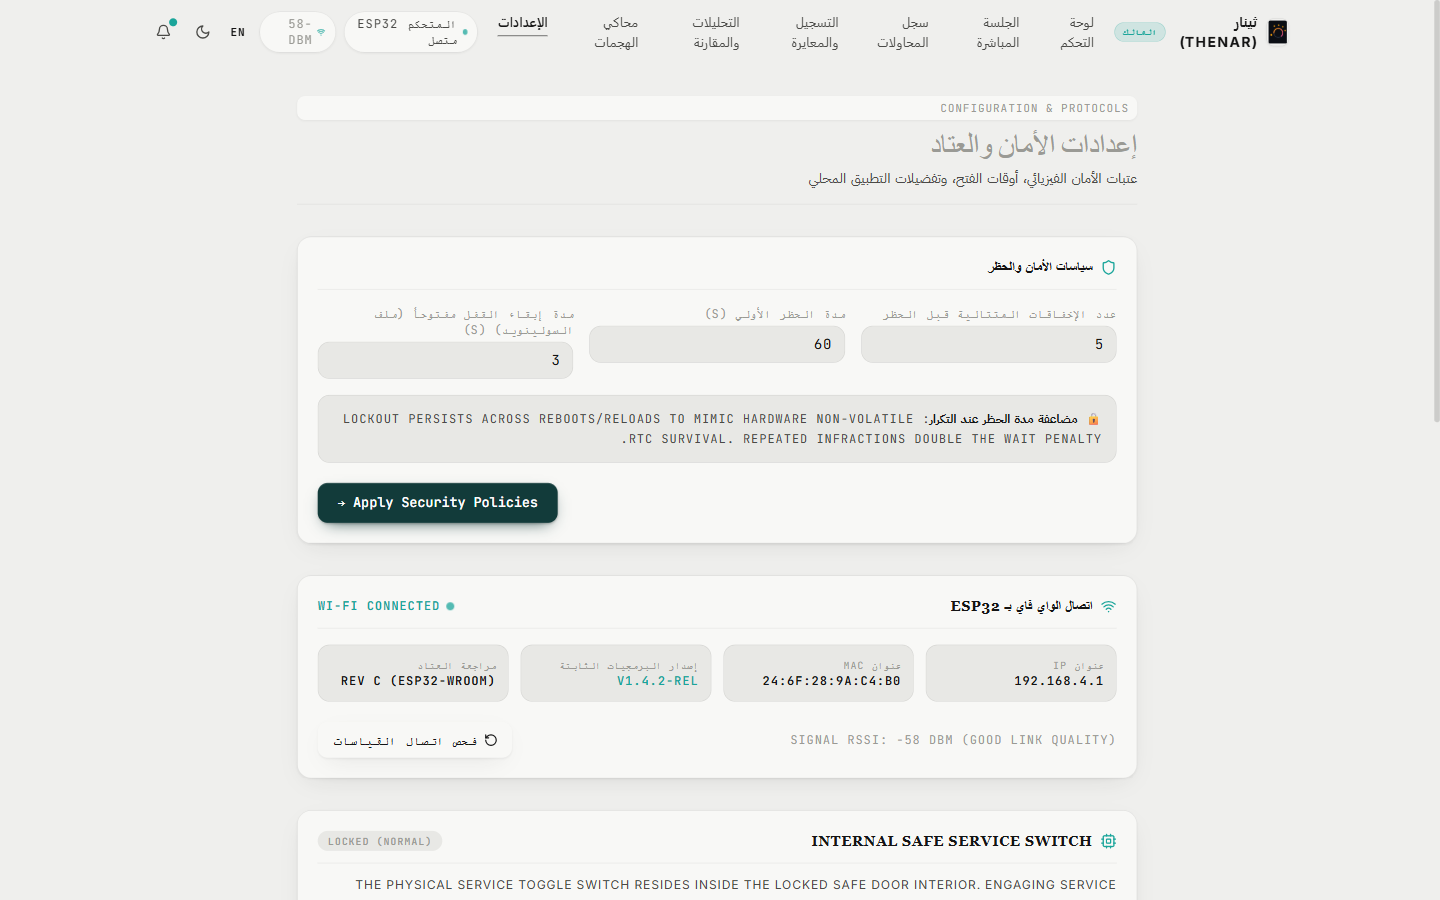 ثينار
(THENAR)
المالك
لوحة التحكم
الجلسة المباشرة
سجل المحاولات
التسجيل والمعايرة
التحليلات والمقارنة
محاكي الهجمات
الإعدادات
المتحكم ESP32 متصل
58- DBM
EN
CONFIGURATION & PROTOCOLS
إعدادات الأمان والعتاد
عتبات الأمان الفيزيائي، أوقات الفتح، وتفضيلات التطبيق المحلي
سياسات الأمان والحظر
عدد الإخفاقات المتتالية قبل الحظر
5
مدة الحظر الأولي (S)
60
مدة إبقاء القفل مفتوحاً (ملف
السولينويد) (S)
3
🔒 مضاعفة مدة الحظر عند التكرار: LOCKOUT PERSISTS ACROSS REBOOTS/RELOADS TO MIMIC HARDWARE NON-VOLATILE
RTC SURVIVAL. REPEATED INFRACTIONS DOUBLE THE WAIT PENALTY.
→ Apply Security Policies
اتصال الواي فاي بـ ESP32
WI-FI CONNECTED
عنوان IP
192.168.4.1
عنوان MAC
24:6F:28:9A:C4:B0
إصدار البرمجيات الثابتة
V1.4.2-REL
مراجعة العتاد
REV C (ESP32-WROOM)
SIGNAL RSSI: -58 DBM (GOOD LINK QUALITY)
فحص اتصال القياسات
INTERNAL SAFE SERVICE SWITCH
LOCKED (NORMAL)
THE PHYSICAL SERVICE TOGGLE SWITCH RESIDES INSIDE THE LOCKED SAFE DOOR INTERIOR. ENGAGING SERVICE